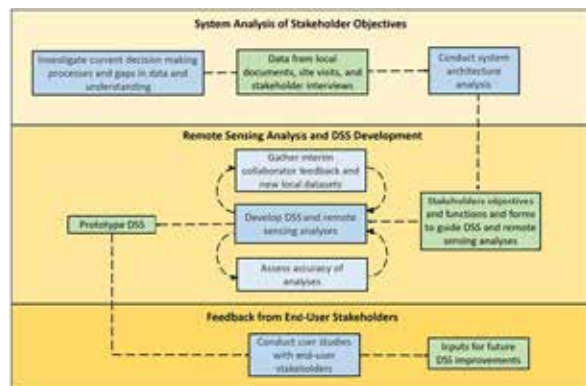 System Analysis of Stakeholder Objectives
Investigate current decision making
processes and gaps in data and
understanding
Data from local
documents, site visits, and
stakeholder interviews
Conduct system
architecture
analysis
Remote Sensing Analysis and DSS Development
Gather interim
collaborator feedback and
new local datasets
Prototype DSS
Develop DSS and remote
sensing analyses
Stakeholders objectives
and functions and forms
to guide DSS and remote
sensing analyses
Assess accuracy of
analyses
Feedback from End-User Stakeholders
Conduct user studies
with end-user
stakeholders
Inputs for future
DSS improvements